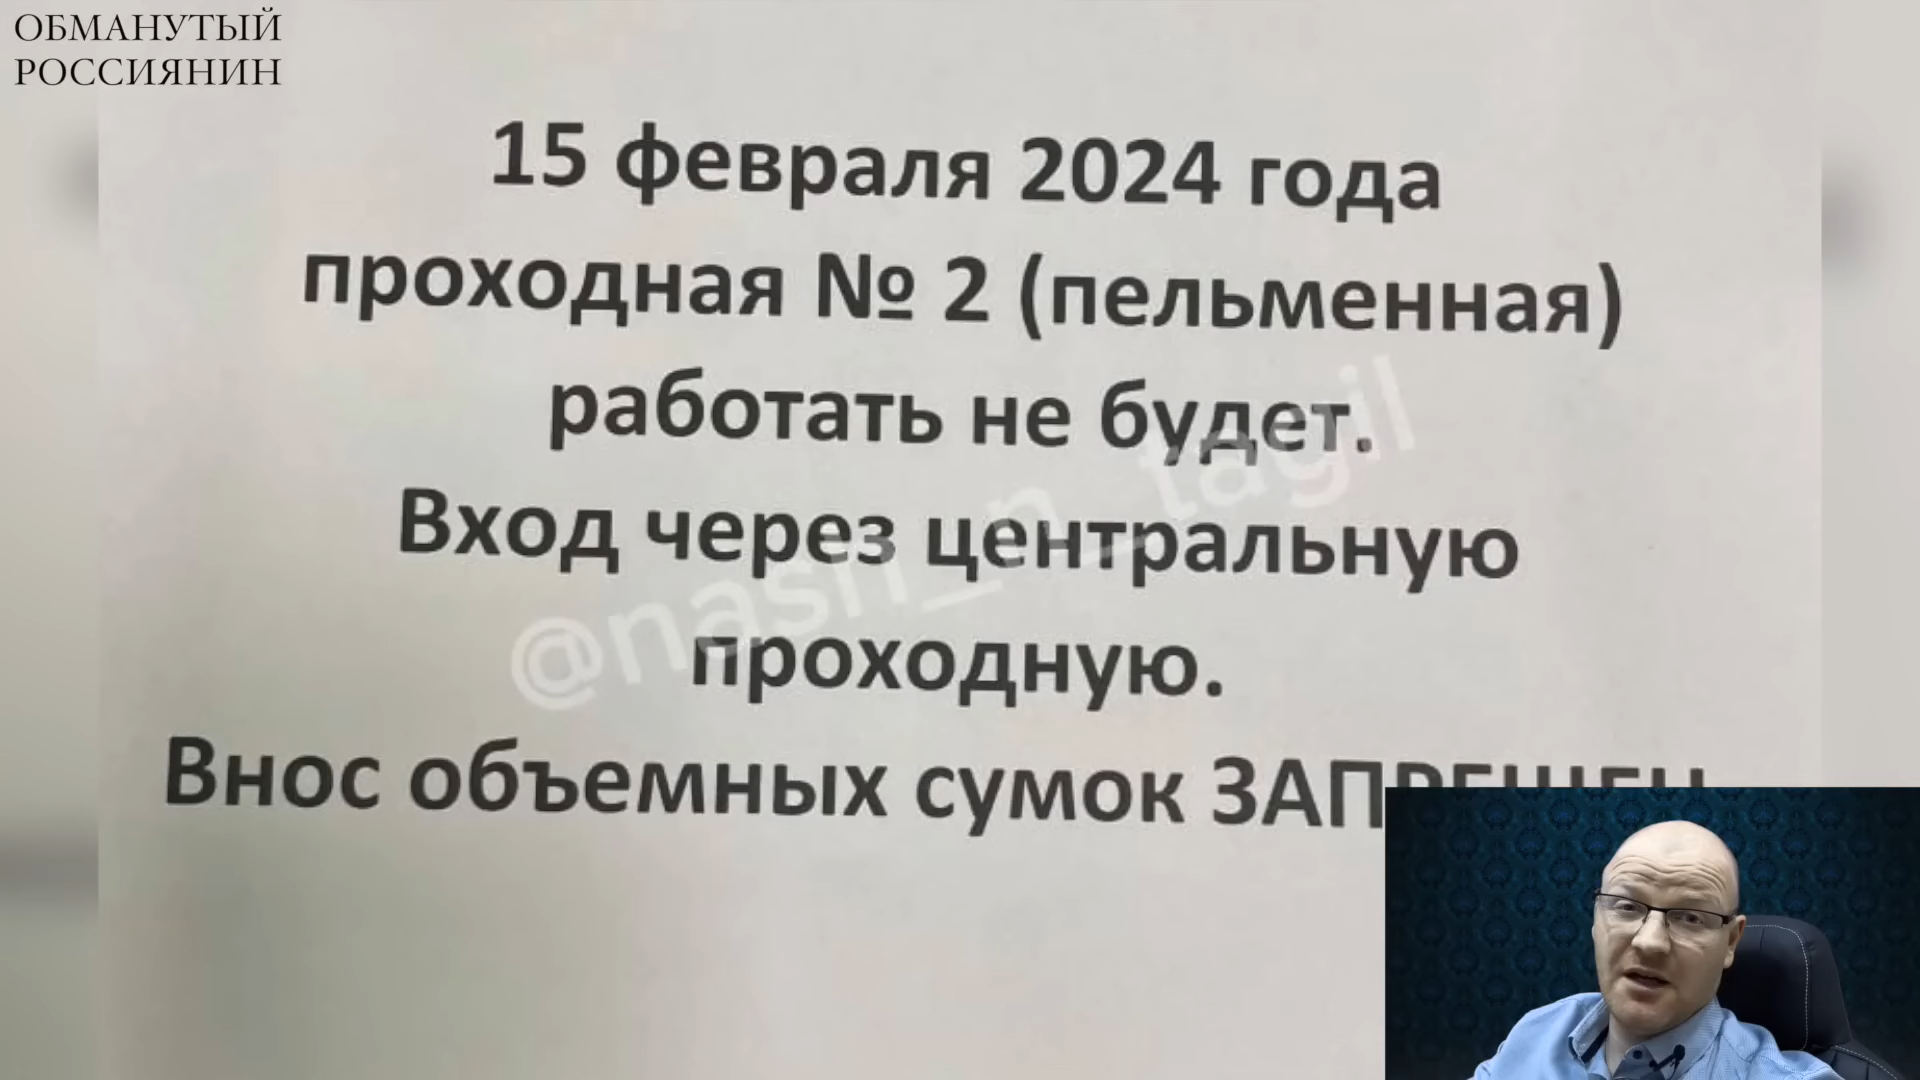 ОБМАНУТЫЙ
РОССИЯНИН
15 февраля 2024 года
проходная № 2 (пельменная)
работать не будет.
Вход через центральную
проходную.
Внос объемных сумок ЗАПРЕЩЕН
@nash_n_tagil